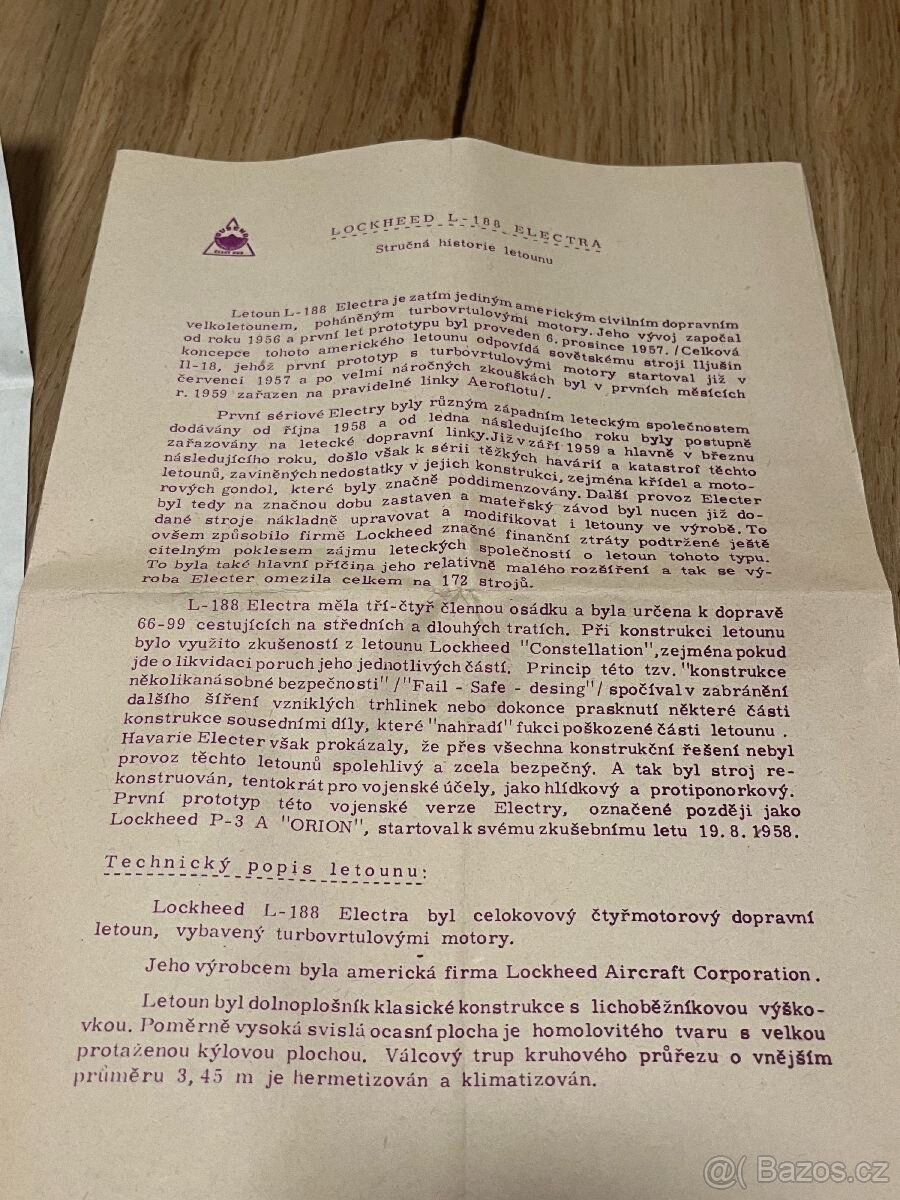 LOCKHEED L-188 ELECTRA
Stručná historie letounu
Letoun L-188 Electra je zatím jediným americkým civilním dopravním
velkoletounem, poháněným turbovrtulovými motory. Jeho vývoj započal
od roku 1956 a první let prototypu byl proveden 6. prosince 1957. /Celková
koncepce tohoto amerického letounu odpovídá sovětskému stroji Iljušin
Il-18, jehož první prototyp s turbovrtulovými motory startoval již v
červenci 1957 a po velmi náročných zkouškách byl v prvních měsících
r. 1959 zařazen na pravidelné linky Aeroflotu/.
První sériové Electry byly různým západním leteckým společnostem
dodávány od října 1958 a od ledna následujícího roku byly postupně
zařazovány na letecké dopravní linky. Již v září 1959 a hlavně v březnu
následujícího roku, došlo však k sérii těžkých havárií a katastrof těchto
letounů, zaviněných nedostatky v jejich konstrukci, zejména křídel a moto-
rových gondol, které byly značně poddimenzovány. Další provoz Electer
byl tedy na značnou dobu zastaven a mateřský závod byl nucen již do-
dané stroje nákladně upravovat a modifikovat i letouny ve výrobě. To
ovšem způsobilo firmě Lockheed značné finanční ztráty podtržené ještě
citelným poklesem zájmu leteckých společností o letoun tohoto typu.
To byla také hlavní příčina jeho relativně malého rozšíření a tak se vý-
roba Electer omezila celkem na 172 strojů.
L-188 Electra měla tří-čtyř člennou osádku a byla určena k dopravě
66-99 cestujících na středních a dlouhých tratích. Při konstrukci letounu
bylo využito zkušeností z letounu Lockheed "Constellation", zejména pokud
jde o likvidaci poruch jeho jednotlivých částí. Princip této tzv. "konstrukce
několikanásobné bezpečnosti" /"Fail - Safe - desing"/ spočíval v zabránění
dalšího šíření vzniklých trhlinek nebo dokonce prasknutí některé části
konstrukce sousedními díly, které "nahradí" fukci poškozené části letounu.
Havarie Electer však prokázaly, že přes všechna konstrukční řešení nebyl
provoz těchto letounů spolehlivý a zcela bezpečný. A tak byl stroj re-
konstruován, tentokrát pro vojenské účely, jako hlídkový a protiponorkový.
První prototyp této vojenské verze Electry, označené později jako
Lockheed P-3 A "ORION", startoval k svému zkušebnímu letu 19.8.1958.
Technický popis letounu:
Lockheed L-188 Electra byl celokovový čtyřmotorový dopravní
letoun, vybavený turbovrtulovými motory.
Jeho výrobcem byla americká firma Lockheed Aircraft Corporation.
Letoun byl dolnoplošník klasické konstrukce s lichoběžníkovou výško-
vkou. Poměrně vysoká svislá ocasní plocha je homolovitého tvaru s velkou
protaženou kýlovou plochou. Válcový trup kruhového průřezu o vnějším
průměru 3,45 m je hermetizován a klimatizován.
@( Bazos.cz